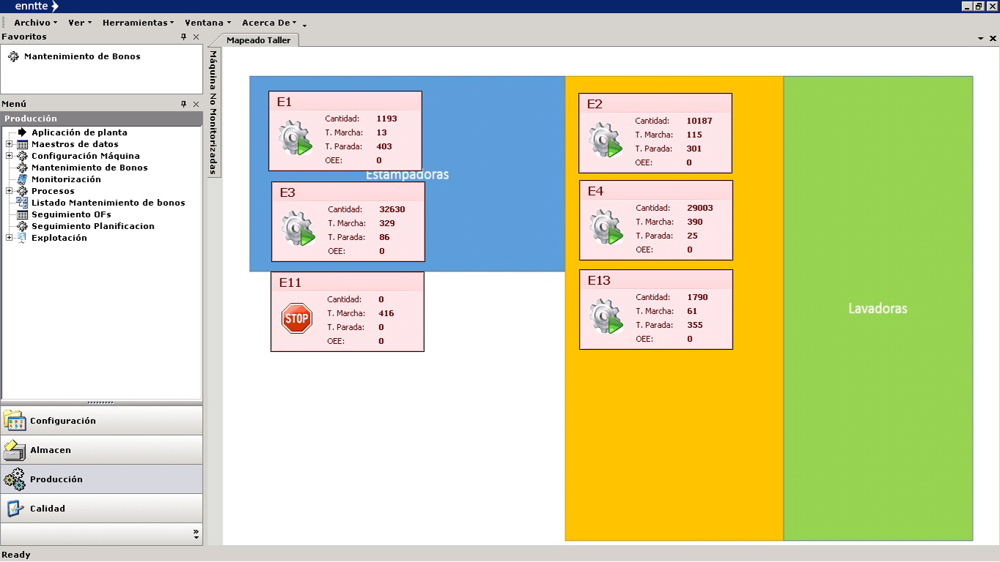 enntte
Archivo Ver Herramientas Ventana Acerca De
Favoritos
Mantenimiento de Bonos
Menú
Producción
Aplicación de planta
Maestros de datos
Configuración Máquina
Mantenimiento de Bonos
Monitorización
Procesos
Listado Mantenimiento de bonos
Seguimiento OFs
Seguimiento Planificacion
Explotación
Configuración
Almacen
Producción
Calidad
Ready
Máquina No Monitorizadas
Mapeado Taller
E1
Cantidad: 1193
T. Marcha: 13
T. Parada: 403
OEE: 0
Estampadoras
E3
Cantidad: 32630
T. Marcha: 329
T. Parada: 86
OEE: 0
E11
STOP
Cantidad: 0
T. Marcha: 416
T. Parada: 0
OEE: 0
E2
Cantidad: 10187
T. Marcha: 115
T. Parada: 301
OEE: 0
E4
Cantidad: 29003
T. Marcha: 390
T. Parada: 25
OEE: 0
E13
Cantidad: 1790
T. Marcha: 61
T. Parada: 355
OEE: 0
Lavadoras